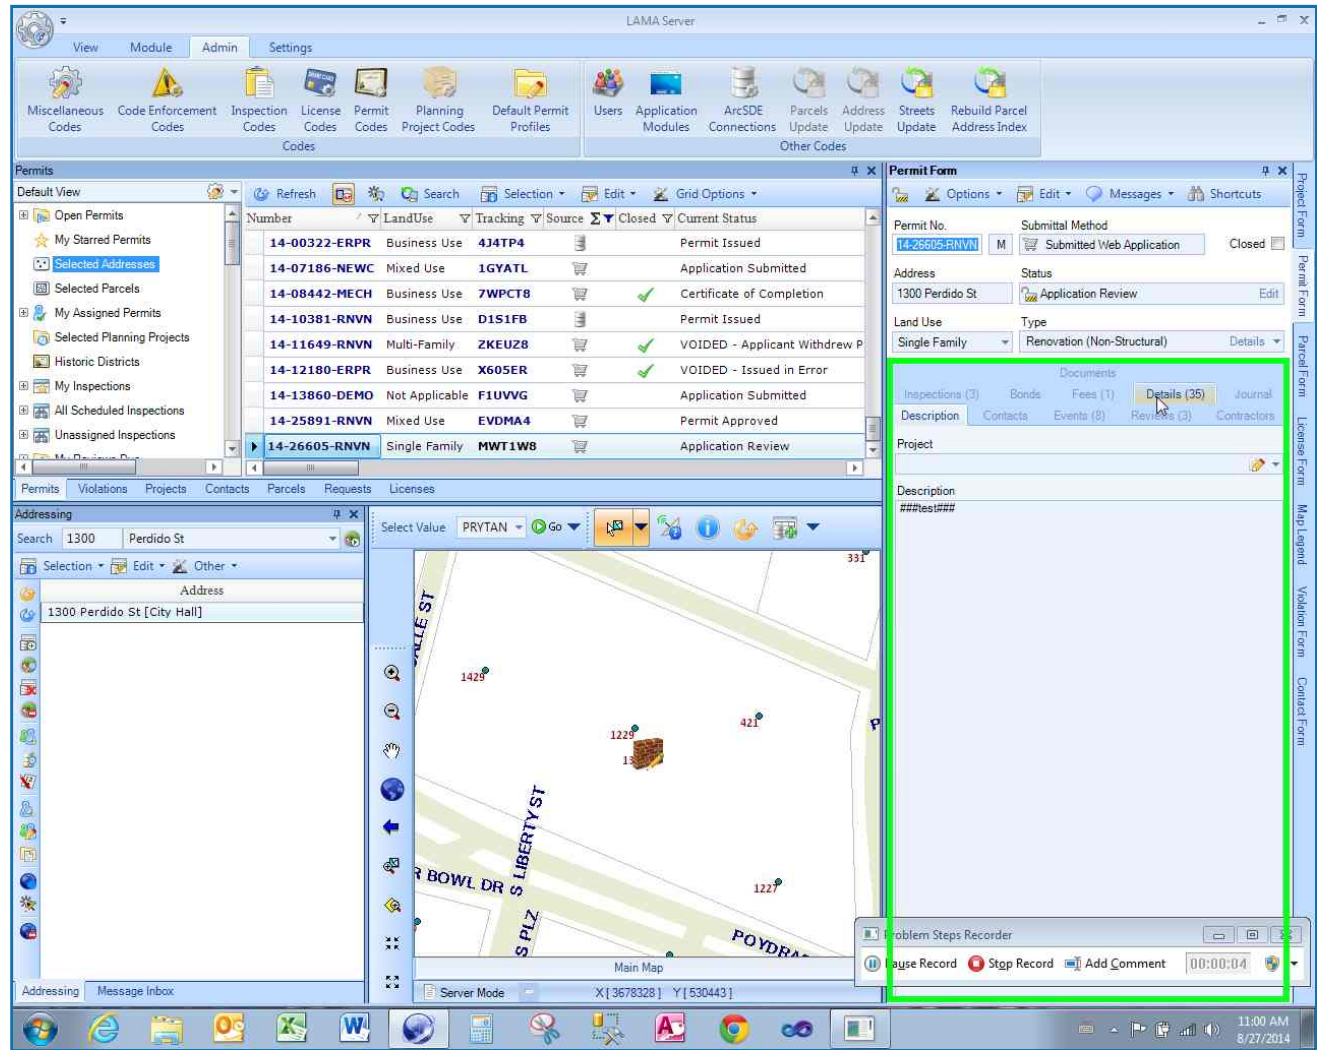 LAMA Server
View Module Admin Settings
Miscellaneous Codes
Code Enforcement Codes
Inspection Codes
License Codes
Permit Codes
Planning Project Codes
Default Permit Profiles
Users
Application Modules
ArcSDE Connections
Parcels Update
Address Update
Streets Update
Rebuild Parcel Address Index
Codes
Other Codes
Permits
Default View
Open Permits
My Starred Permits
Selected Addresses
Selected Parcels
My Assigned Permits
Selected Planning Projects
Historic Districts
My Inspections
All Scheduled Inspections
Unassigned Inspections
My Reviews Due
Refresh Search Selection Edit Grid Options
Number LandUse Tracking Source Σ Closed Current Status
14-00322-ERPR Business Use 4J4TP4 Permit Issued
14-07186-NEWC Mixed Use 1GYATL Application Submitted
14-08442-MECH Business Use 7WPCT8 Certificate of Completion
14-10381-RNVN Business Use D1S1FB Permit Issued
14-11649-RNVN Multi-Family ZKEUZ8 VOIDED - Applicant Withdrew P
14-12180-ERPR Business Use X605ER VOIDED - Issued in Error
14-13860-DEMO Not Applicable F1UVVG Application Submitted
14-25891-RNVN Mixed Use EVDMA4 Permit Approved
14-26605-RNVN Single Family MWT1W8 Application Review
Permits Violations Projects Contacts Parcels Requests Licenses
Permit Form
Options Edit Messages Shortcuts
Permit No. Submittal Method
14-26605-RNVN M Submitted Web Application Closed
Address Status
1300 Perdido St Application Review Edit
Land Use Type
Single Family Renovation (Non-Structural) Details
Documents
Inspections (3) Bonds Fees (1) Details (35) Journal
Description Contacts Events (8) Reviews (3) Contractors
Project
Description
###test###
Project Form
Permit Form
Parcel Form
License Form
Map Legend
Violation Form
Contact Form
Addressing
Search 1300 Perdido St
Selection Edit Other
Address
1300 Perdido St [City Hall]
Addressing Message Inbox
Select Value PRYTAN Go
331
1429
421
1229
1227
S LIBERTY ST
R BOWL DR
S PLZ
POYDRA
Main Map
Server Mode X [ 3678328 ] Y [ 530443 ]
Problem Steps Recorder
Pause Record Stop Record Add Comment 00:00:04
11:00 AM
8/27/2014